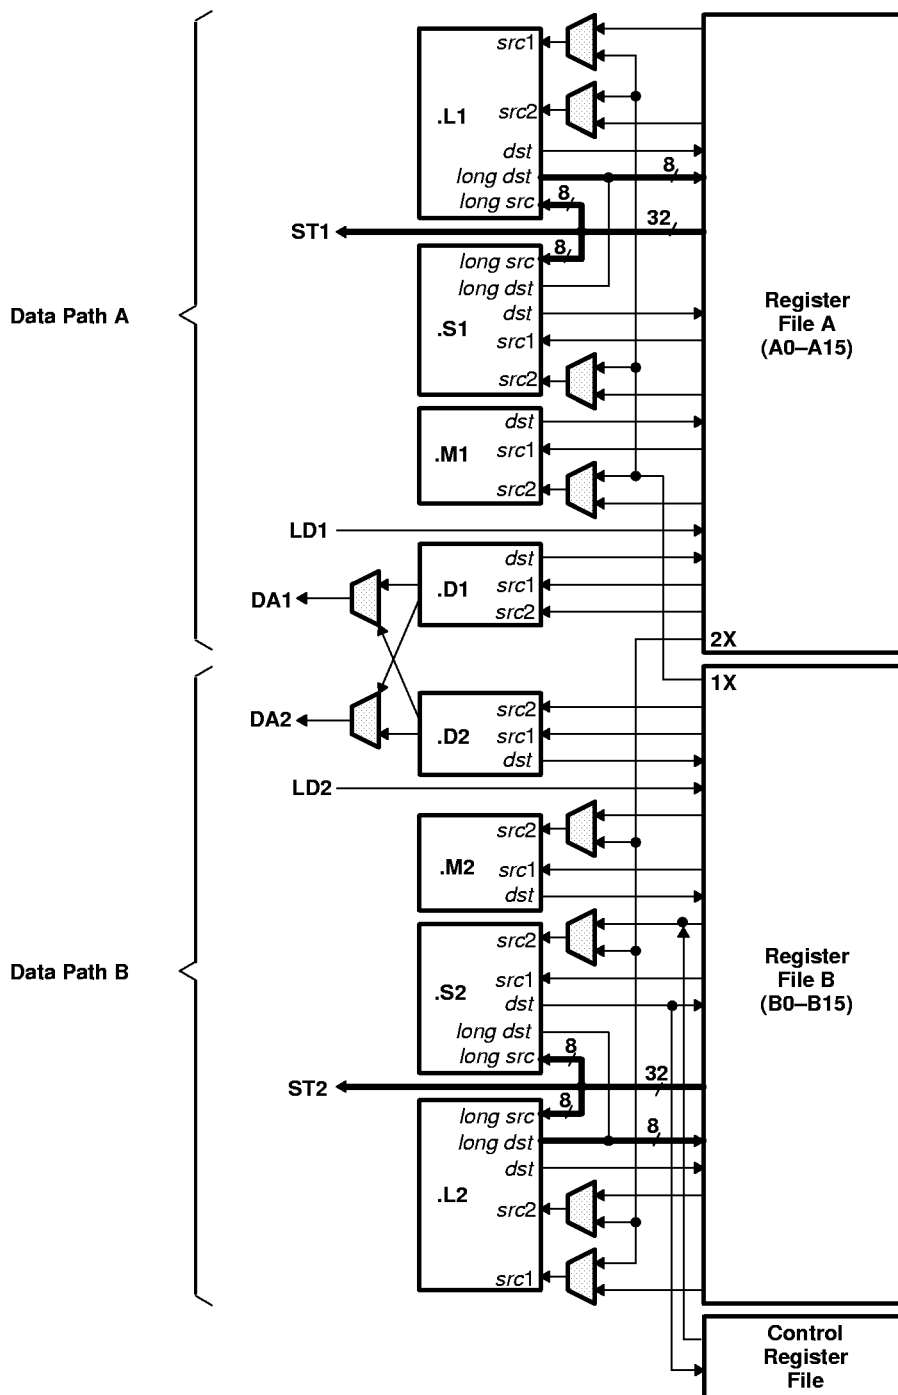 src1
.L1
src2
dst
long dst
8
8
long src
ST1
32
8
long src
long dst
dst
.S1
src1
src2
Data Path A
Register
File A
(A0–A15)
dst
.M1
src1
src2
LD1
dst
.D1
src1
src2
DA1
2X
1X
DA2
src2
.D2
src1
dst
LD2
src2
.M2
src1
dst
src2
.S2
src1
dst
long dst
8
long src
Data Path B
Register
File B
(B0–B15)
ST2
32
8
long src
long dst
8
dst
.L2
src2
src1
Control
Register
File